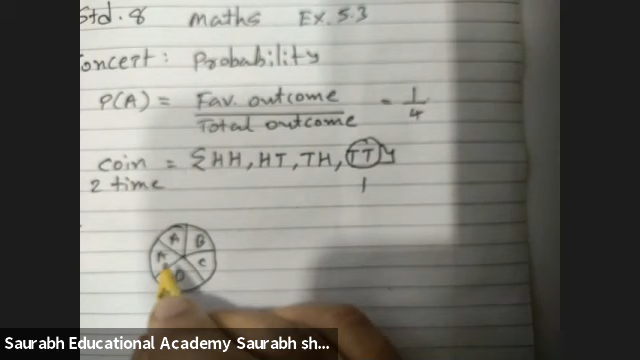 Std. 8 Maths Ex. 5.3
Concert: Probability
P(A) = Fav. outcome / Total outcome = 1/4
coin = {HH, HT, TH, TT}
2 time 1
A B
A C
D
Saurabh Educational Academy Saurabh sh...